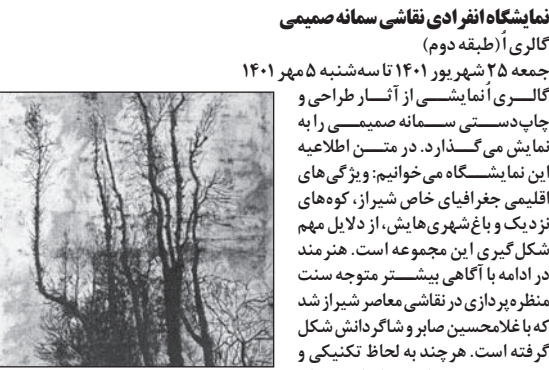 نمایشگاه انفرادی نقاشی سمانه صمیمی
گالری اُ (طبقه دوم)
جمعه ۲۵ شهریور ۱۴۰۱ تا سه‌شنبه ۵ مهر ۱۴۰۱
گالری اُ نمایشی از آثار طراحی و
چاپ‌دستی سمانه صمیمی را به
نمایش می‌گذارد. در متن اطلاعیه
این نمایشگاه می‌خوانیم: ویژگی‌های
اقلیمی جغرافیای خاص شیراز، کوه‌های
نزدیک و باغ‌شهری‌هایش، از دلایل مهم
شکل‌گیری این مجموعه است. هنرمند
در ادامه با آگاهی بیشتر متوجه سنت
منظره‌پردازی در نقاشی معاصر شیراز شد
که با غلامحسین صابر و شاگردانش شکل
گرفته است. هرچند به لحاظ تکنیکی و